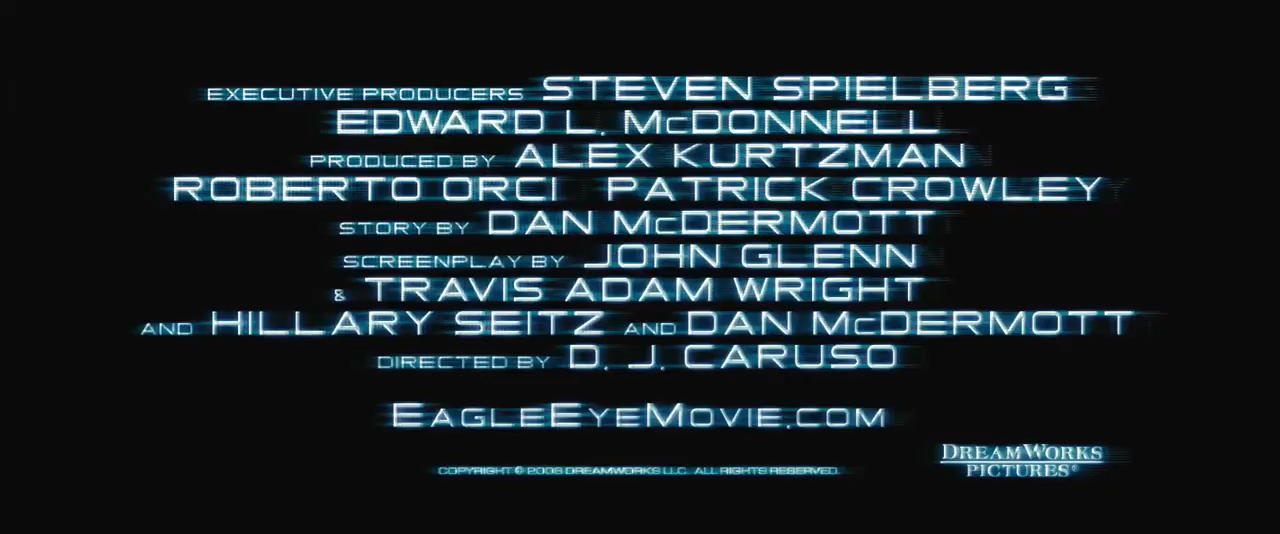 EXECUTIVE PRODUCERS STEVEN SPIELBERG
EDWARD L. McDONNELL
PRODUCED BY ALEX KURTZMAN
ROBERTO ORCI PATRICK CROWLEY
STORY BY DAN McDERMOTT
SCREENPLAY BY JOHN GLENN
& TRAVIS ADAM WRIGHT
AND HILLARY SEITZ AND DAN McDERMOTT
DIRECTED BY D. J. CARUSO
EAGLEEYEMOVIE.COM
DREAMWORKS
PICTURES®
COPYRIGHT © 2008 DREAMWORKS LLC. ALL RIGHTS RESERVED.